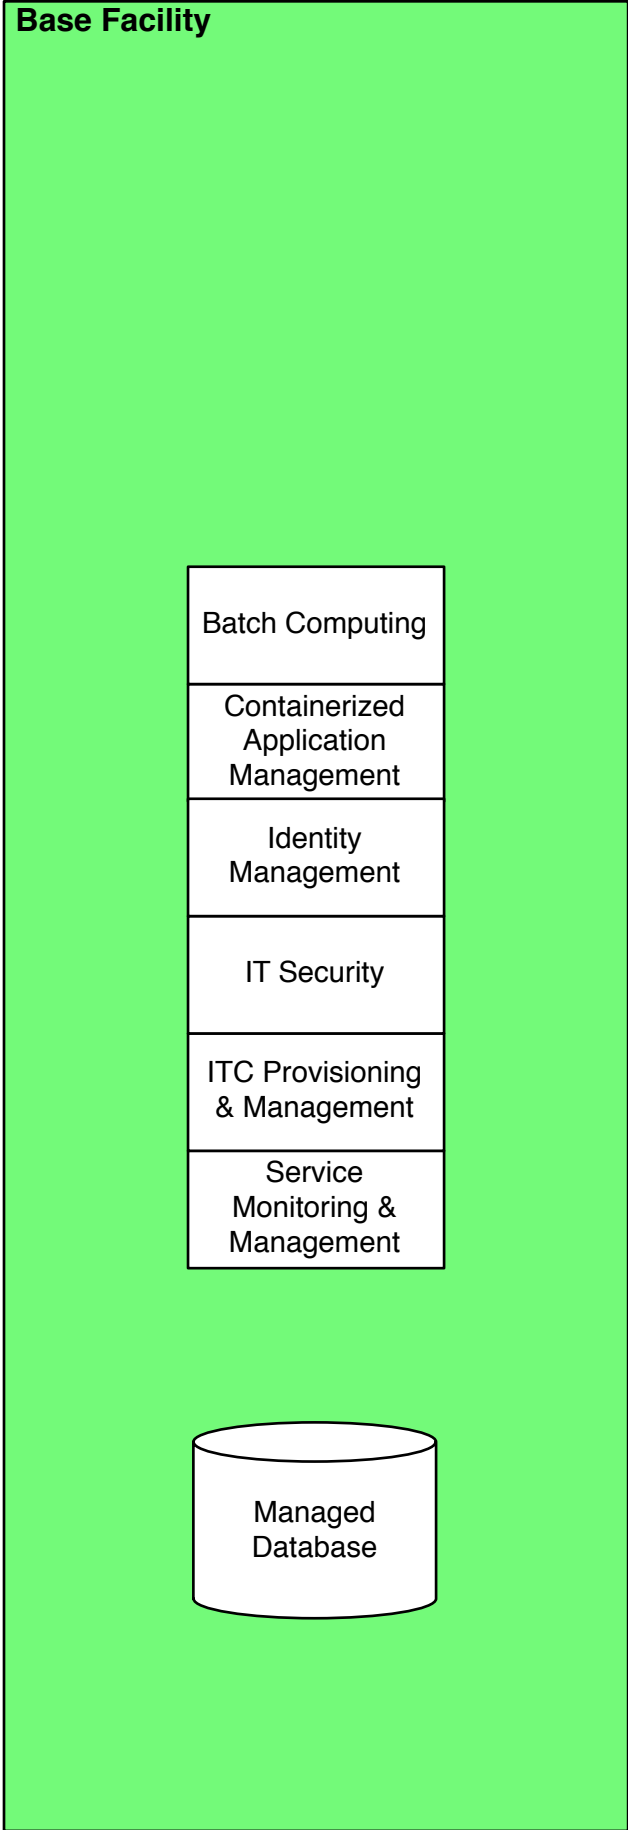 Base Facility
Batch Computing
Containerized
Application
Management
Identity
Management
IT Security
ITC Provisioning
& Management
Service
Monitoring &
Management
Managed
Database